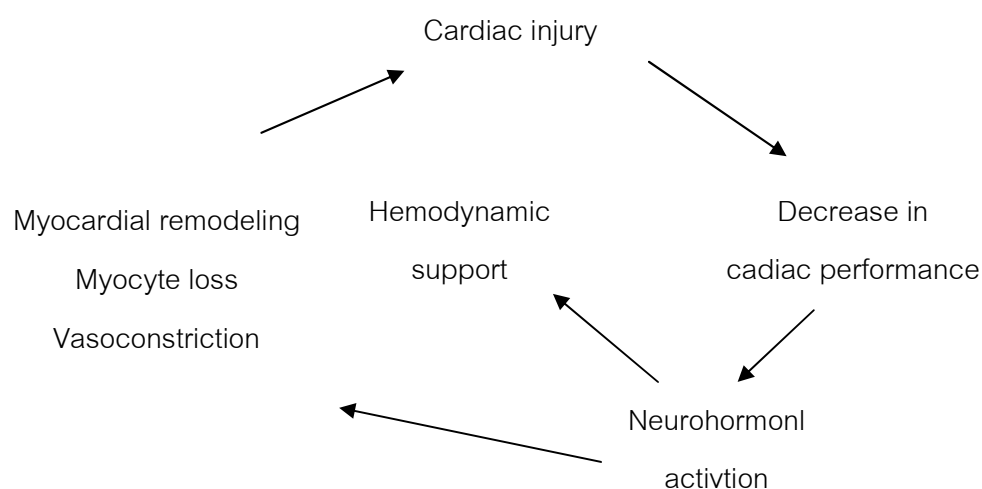 Cardiac injury
Myocardial remodeling
Myocyte loss
Vasoconstriction
Hemodynamic
support
Decrease in
cadiac performance
Neurohormonl
activtion